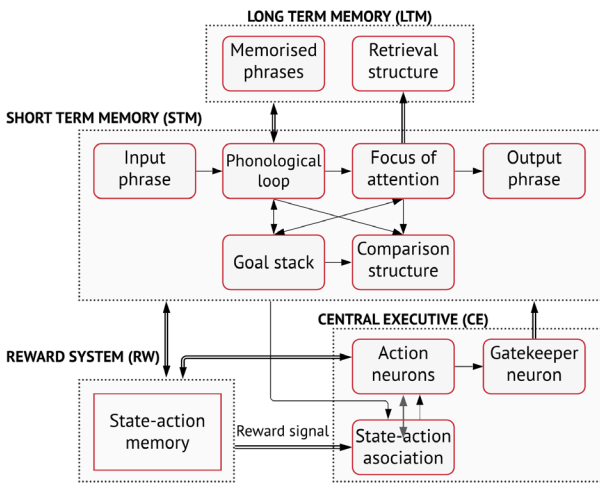 LONG TERM MEMORY (LTM)
Memorised
phrases
Retrieval
structure
SHORT TERM MEMORY (STM)
Input
phrase
Phonological
loop
Focus of
attention
Output
phrase
Goal stack
Comparison
structure
CENTRAL EXECUTIVE (CE)
REWARD SYSTEM (RW)
Action
neurons
Gatekeeper
neuron
State-action
memory
Reward signal
State-action
asociation